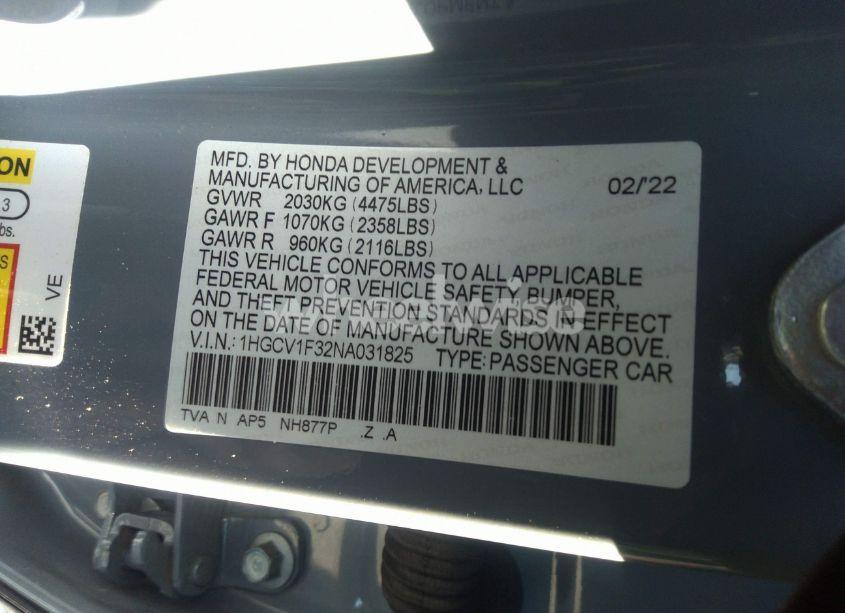 ON
3
bs.
S
VE
MFD. BY HONDA DEVELOPMENT &
MANUFACTURING OF AMERICA, LLC 02/'22
GVWR 2030KG (4475LBS)
GAWR F 1070KG (2358LBS)
GAWR R 960KG (2116LBS)
THIS VEHICLE CONFORMS TO ALL APPLICABLE
FEDERAL MOTOR VEHICLE SAFETY, BUMPER,
AND THEFT PREVENTION STANDARDS IN EFFECT
ON THE DATE OF MANUFACTURE SHOWN ABOVE.
V.I.N.: 1HGCV1F32NA031825 TYPE: PASSENGER CAR
TVA N AP5 NH877P .Z .A